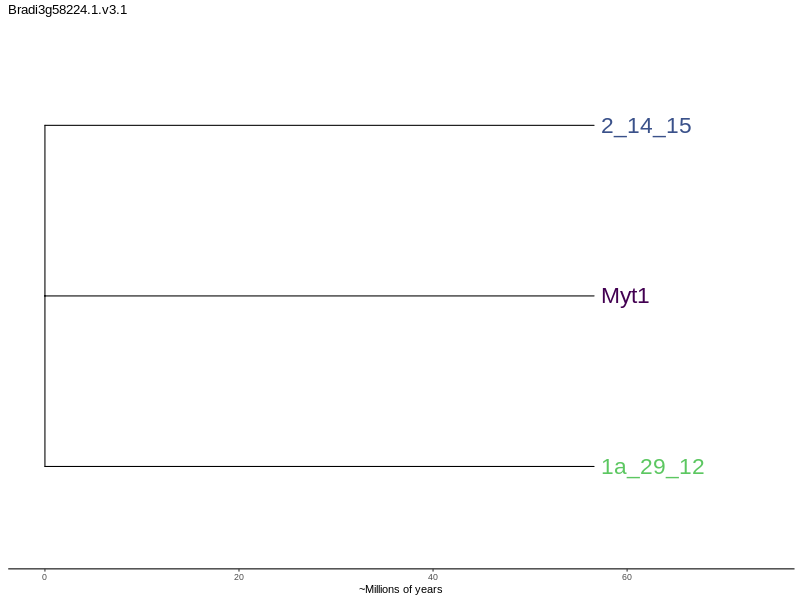 Bradi3g58224.1.v3.1
2_14_15
Myt1
1a_29_12
0 20 40 60
~Millions of years